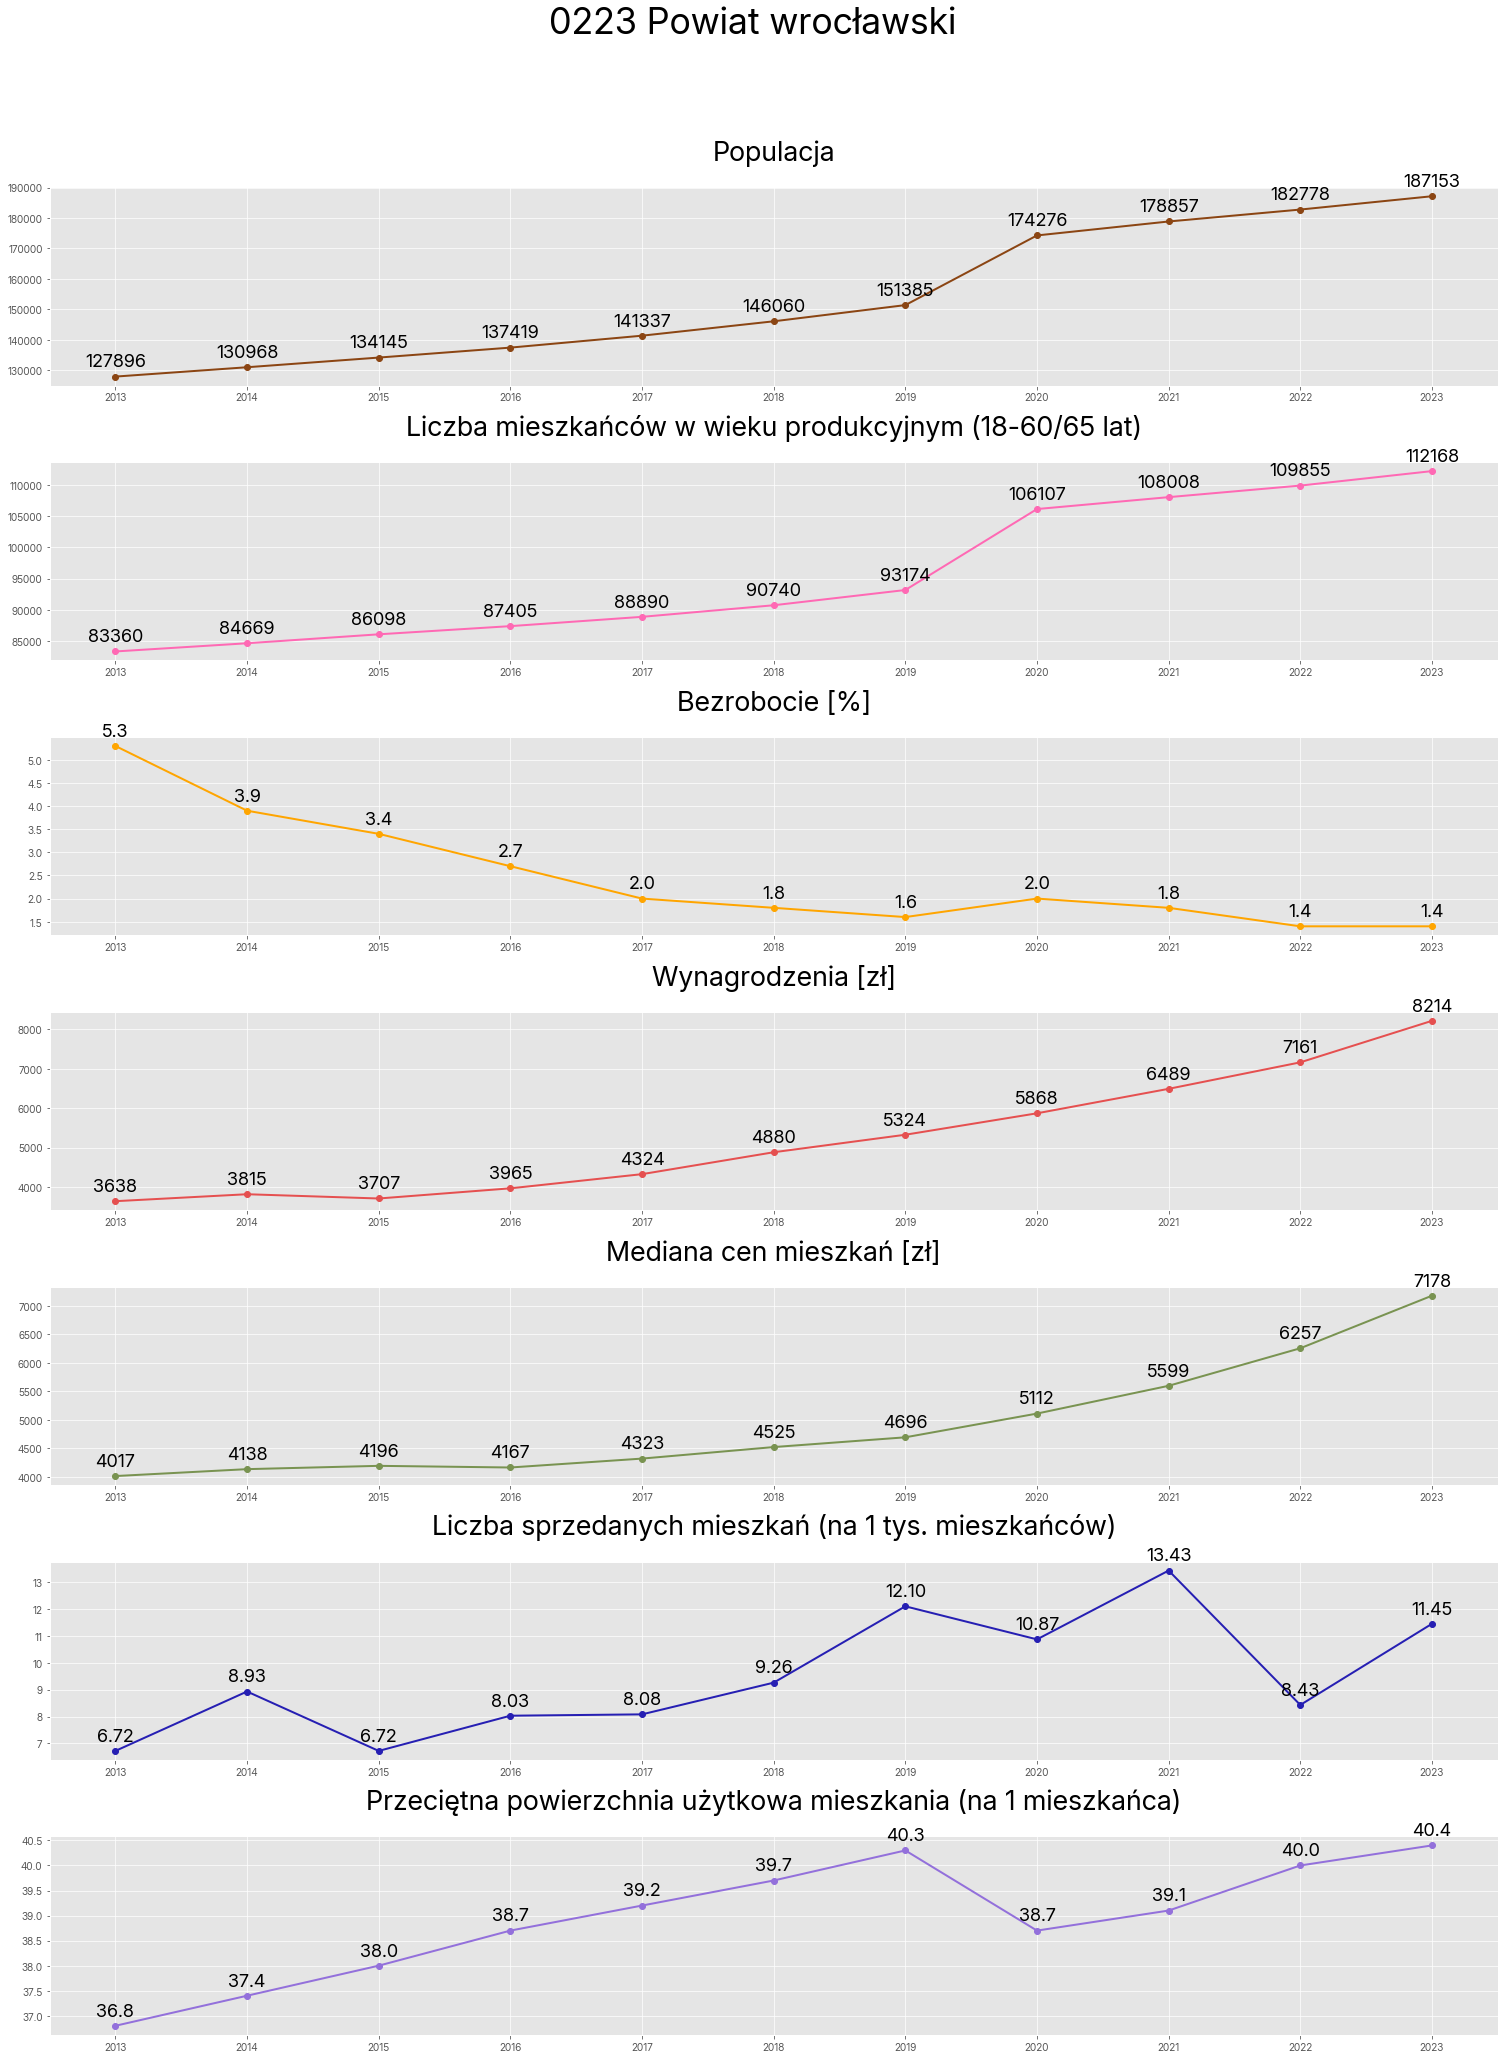 0223 Powiat wrocławski
Populacja
190000
180000
170000
160000
150000
140000
130000
127896 130968 134145 137419 141337 146060 151385 174276 178857 182778 187153
2013 2014 2015 2016 2017 2018 2019 2020 2021 2022 2023
Liczba mieszkańców w wieku produkcyjnym (18-60/65 lat)
110000
105000
100000
95000
90000
85000
83360 84669 86098 87405 88890 90740 93174 106107 108008 109855 112168
2013 2014 2015 2016 2017 2018 2019 2020 2021 2022 2023
Bezrobocie [%]
5.0
4.5
4.0
3.5
3.0
2.5
2.0
1.5
5.3 3.9 3.4 2.7 2.0 1.8 1.6 2.0 1.8 1.4 1.4
2013 2014 2015 2016 2017 2018 2019 2020 2021 2022 2023
Wynagrodzenia [zł]
8000
7000
6000
5000
4000
3638 3815 3707 3965 4324 4880 5324 5868 6489 7161 8214
2013 2014 2015 2016 2017 2018 2019 2020 2021 2022 2023
Mediana cen mieszkań [zł]
7000
6500
6000
5500
5000
4500
4000
4017 4138 4196 4167 4323 4525 4696 5112 5599 6257 7178
2013 2014 2015 2016 2017 2018 2019 2020 2021 2022 2023
Liczba sprzedanych mieszkań (na 1 tys. mieszkańców)
13
12
11
10
9
8
7
6.72 8.93 6.72 8.03 8.08 9.26 12.10 10.87 13.43 8.43 11.45
2013 2014 2015 2016 2017 2018 2019 2020 2021 2022 2023
Przeciętna powierzchnia użytkowa mieszkania (na 1 mieszkańca)
40.5
40.0
39.5
39.0
38.5
38.0
37.5
37.0
36.8 37.4 38.0 38.7 39.2 39.7 40.3 38.7 39.1 40.0 40.4
2013 2014 2015 2016 2017 2018 2019 2020 2021 2022 2023